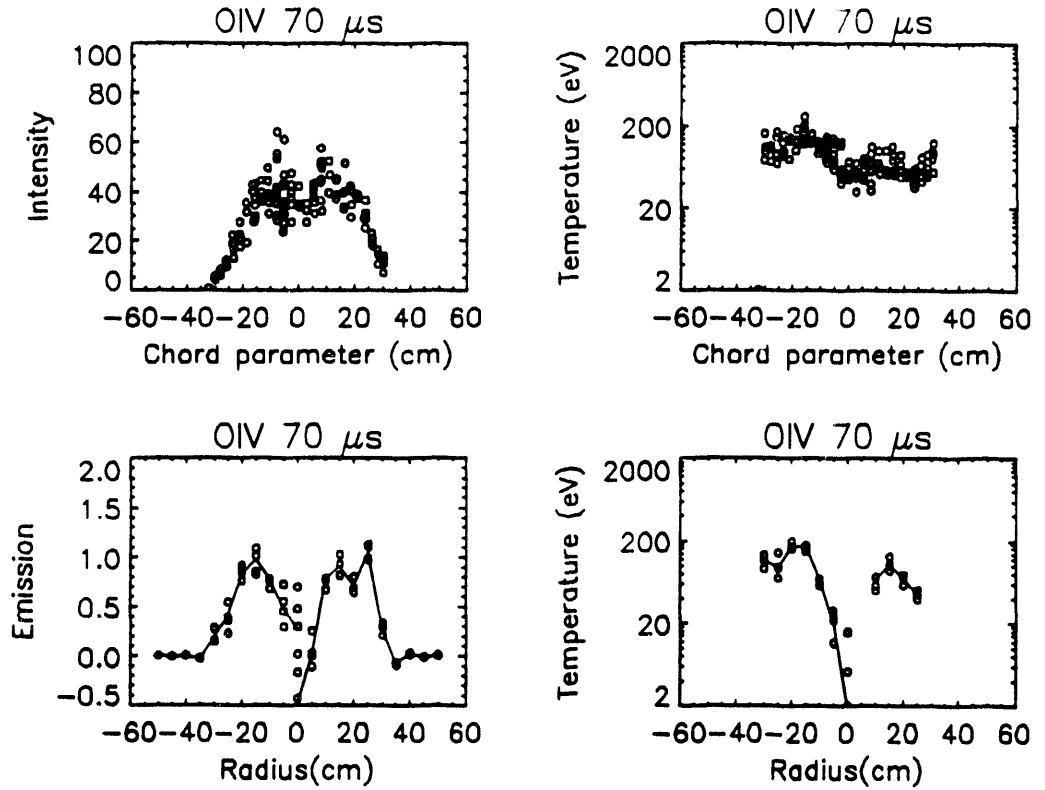 OIV 70 μs
100
80
60
40
20
0
Intensity
−60−40−20 0 20 40 60
Chord parameter (cm)
OIV 70 μs
2000
200
20
2
Temperature (eV)
−60−40−20 0 20 40 60
Chord parameter (cm)
OIV 70 μs
2.0
1.5
1.0
0.5
0.0
−0.5
Emission
−60−40−20 0 20 40 60
Radius(cm)
OIV 70 μs
2000
200
20
2
Temperature (eV)
−60−40−20 0 20 40 60
Radius(cm)